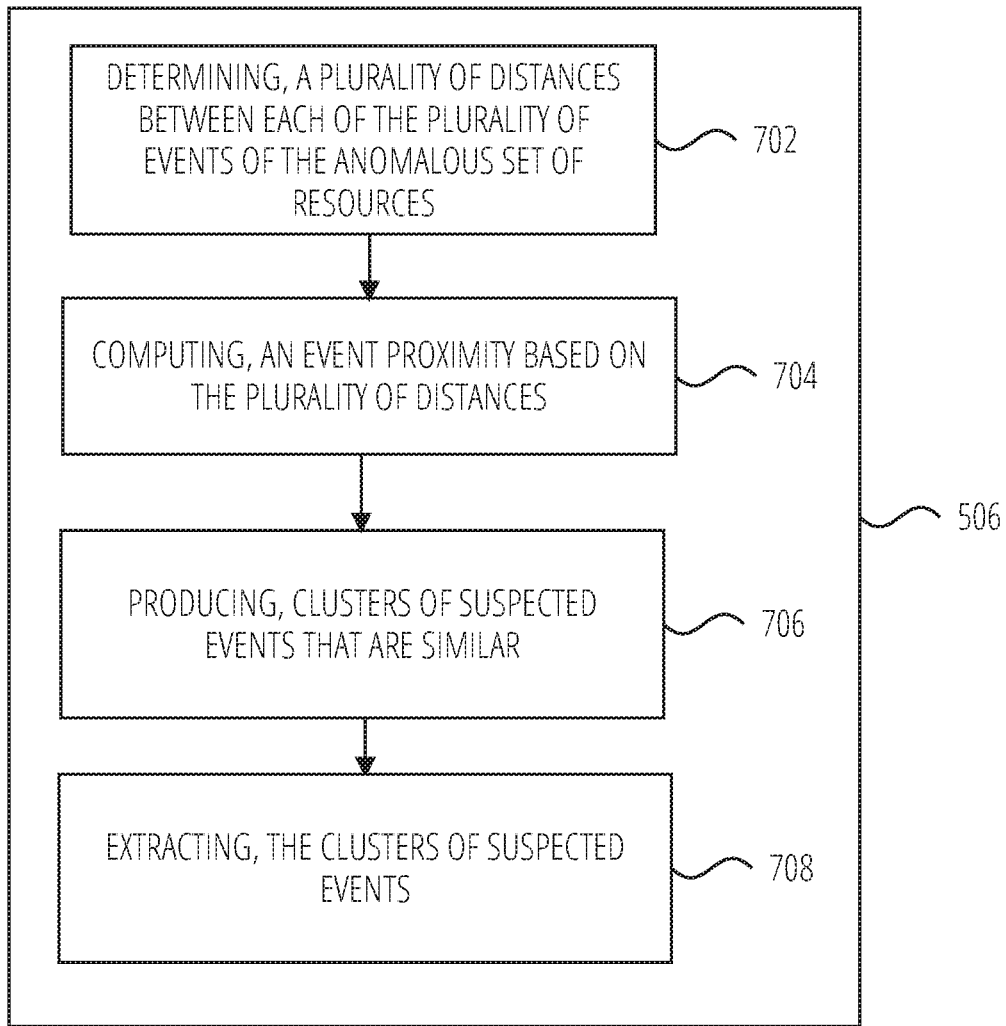 DETERMINING, A PLURALITY OF DISTANCES
BETWEEN EACH OF THE PLURALITY OF
EVENTS OF THE ANOMALOUS SET OF
RESOURCES
702
COMPUTING, AN EVENT PROXIMITY BASED ON
THE PLURALITY OF DISTANCES
704
506
PRODUCING, CLUSTERS OF SUSPECTED
EVENTS THAT ARE SIMILAR
706
EXTRACTING, THE CLUSTERS OF SUSPECTED
EVENTS
708